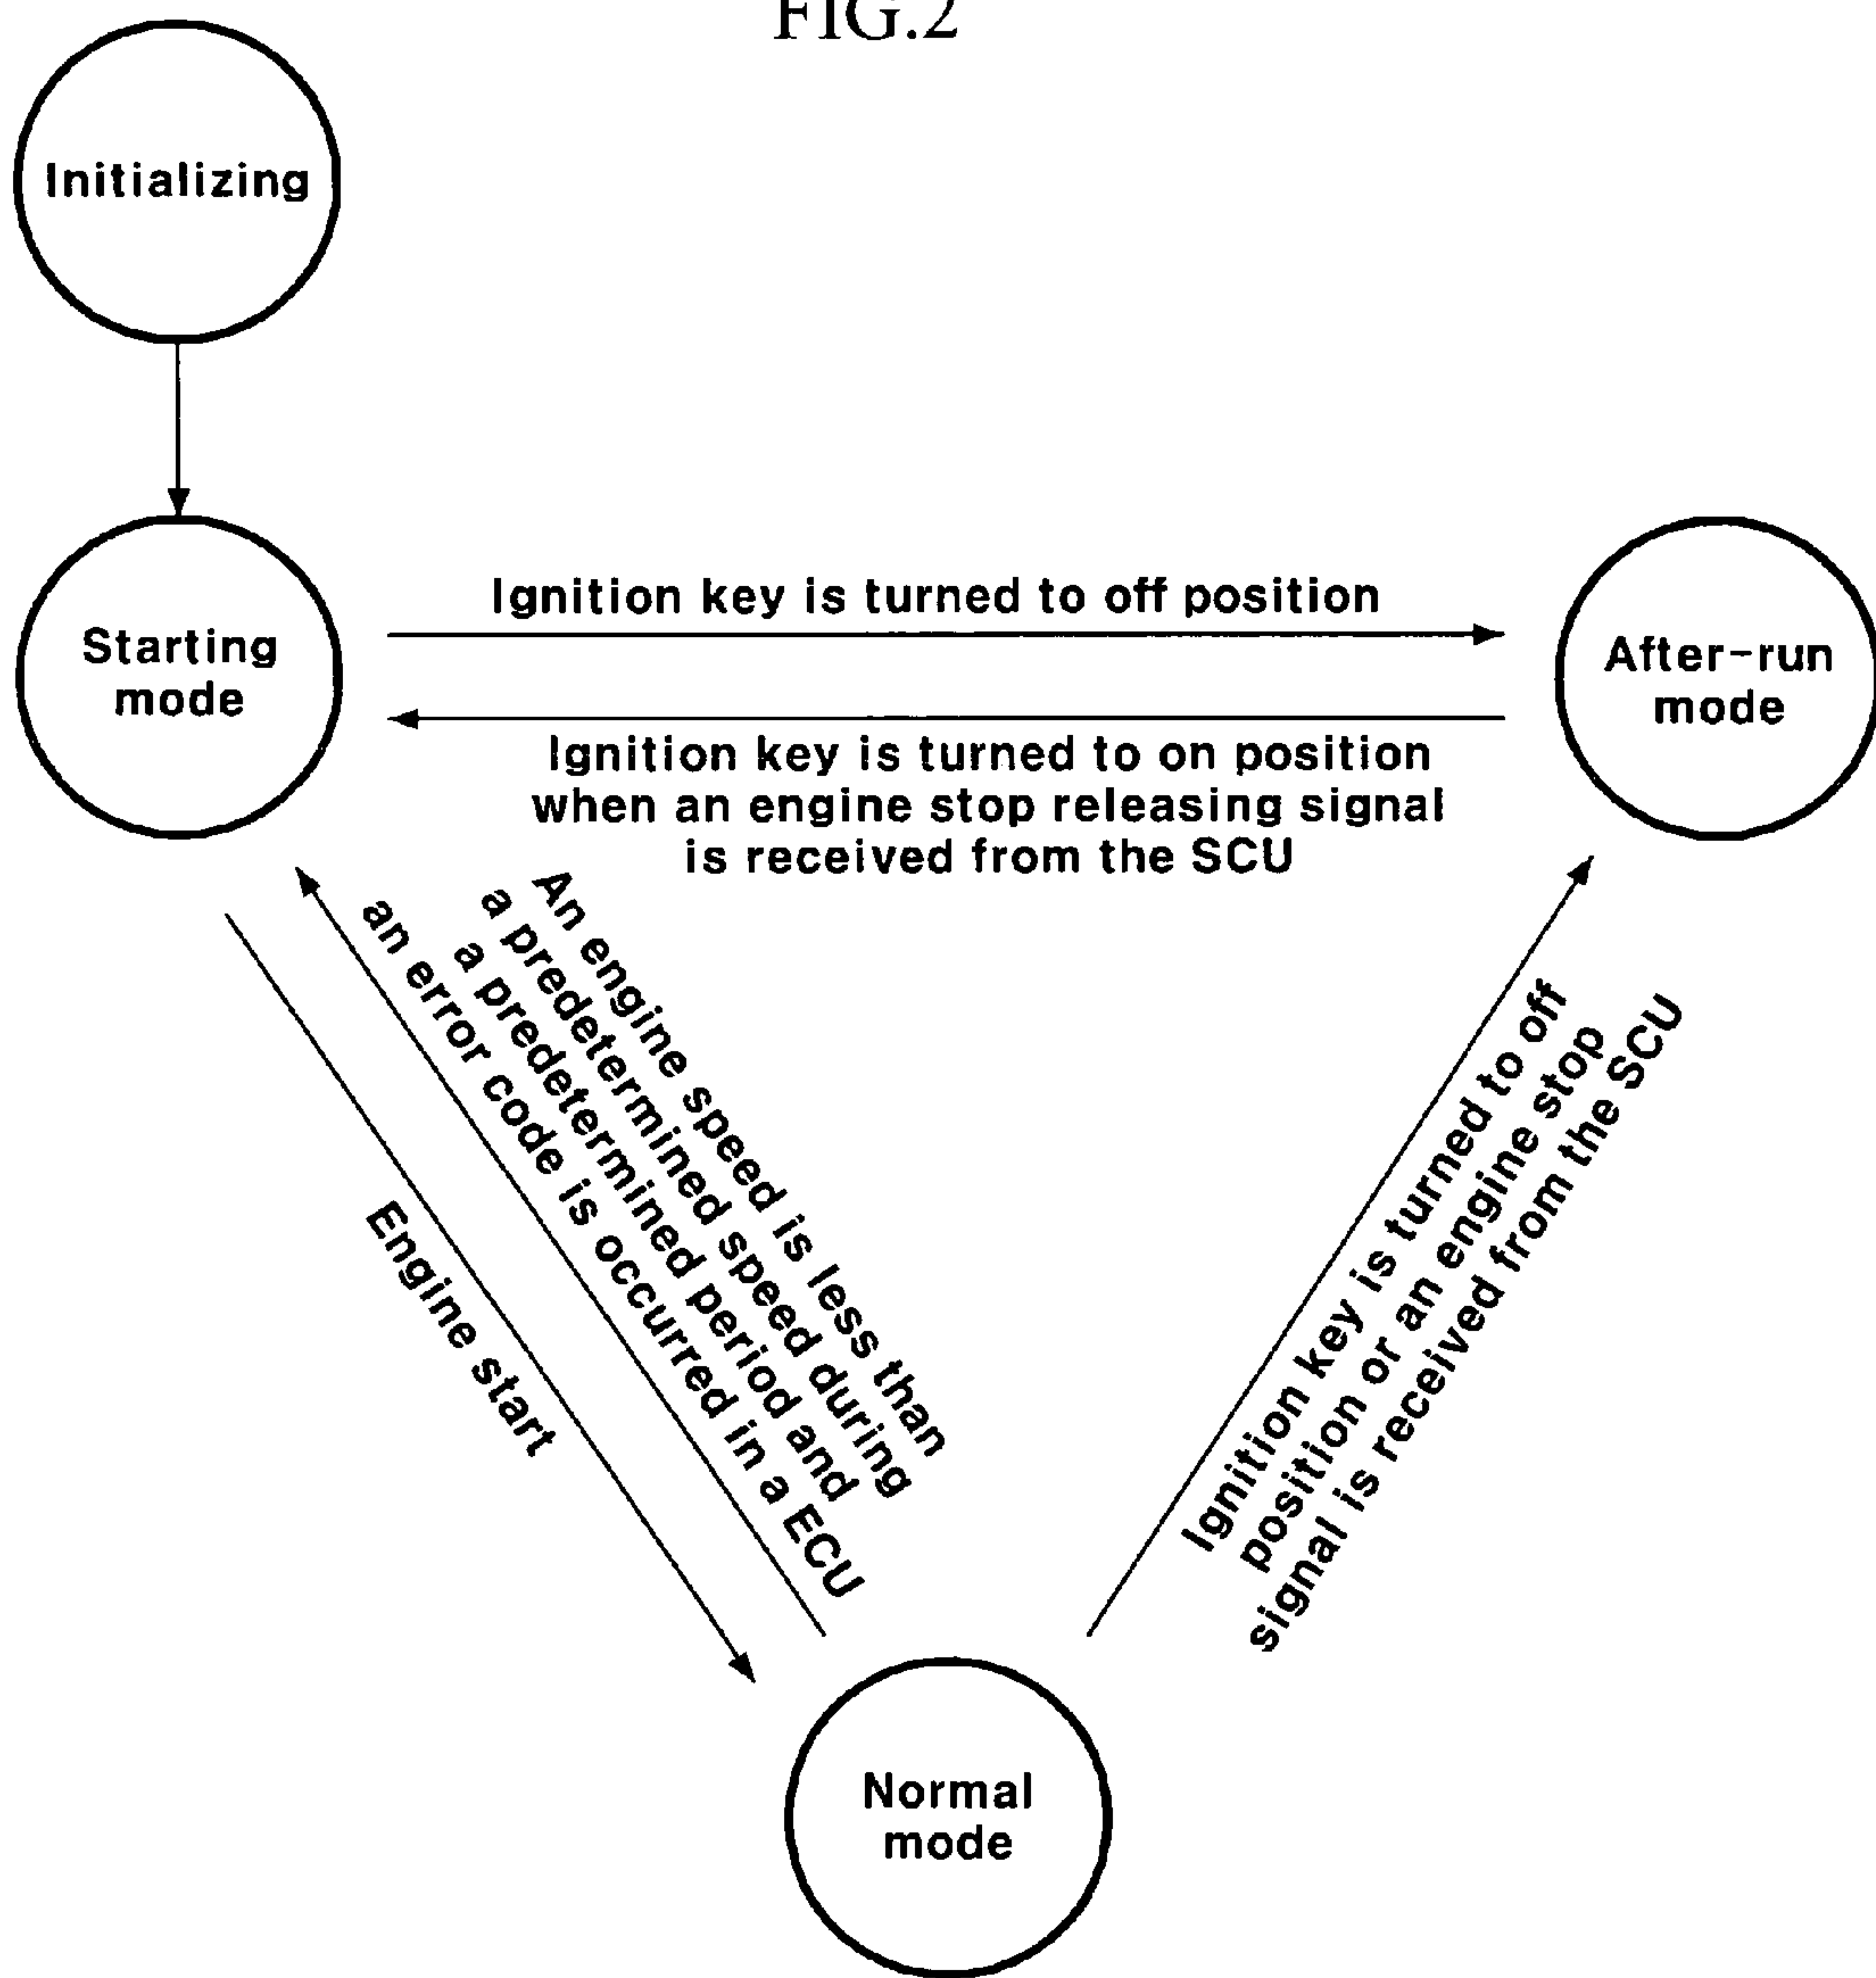 FIG.2
Initializing
Starting
mode
Ignition key is turned to off position
After-run
mode
Ignition key is turned to on position
when an engine stop releasing signal
is received from the SCU
An engine speed is less than
a predetermined speed during
a predetermined period and
an error code is occurred in a ECU
Engine start
Ignition key is turned to off
position or an engine stop
signal is received from the SCU
Normal
mode